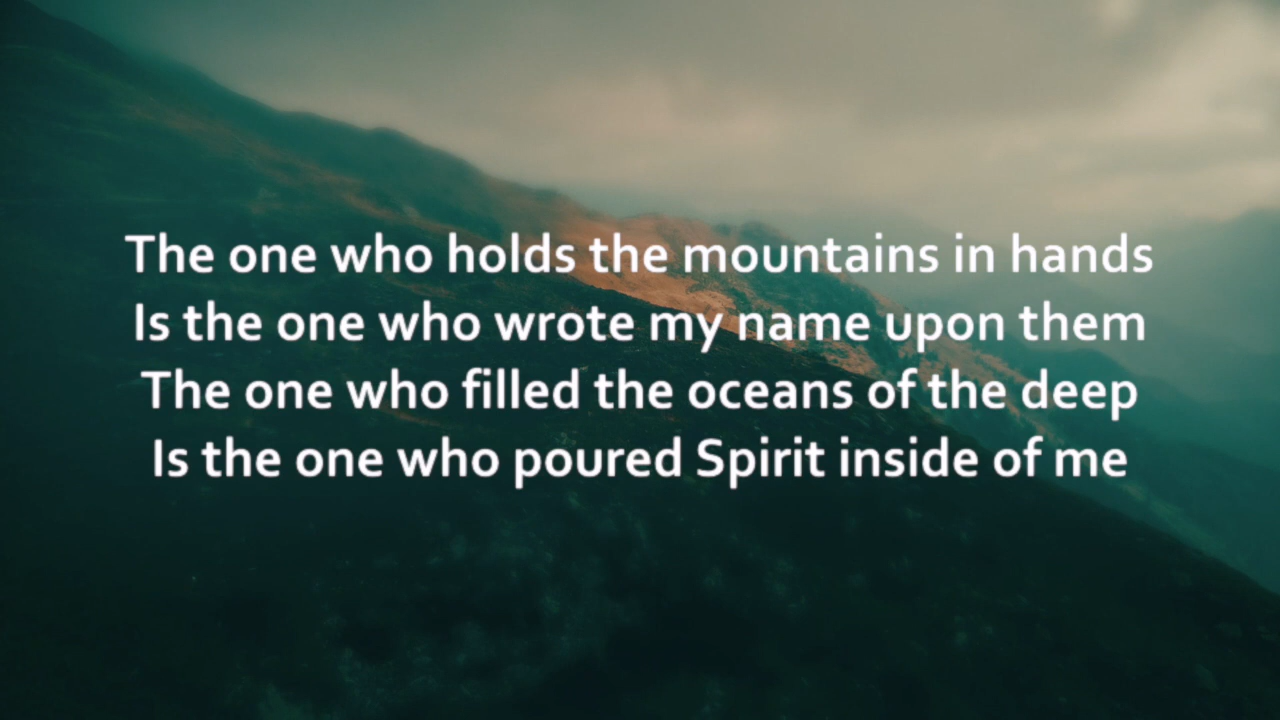 The one who holds the mountains in hands
Is the one who wrote my name upon them
The one who filled the oceans of the deep
Is the one who poured Spirit inside of me